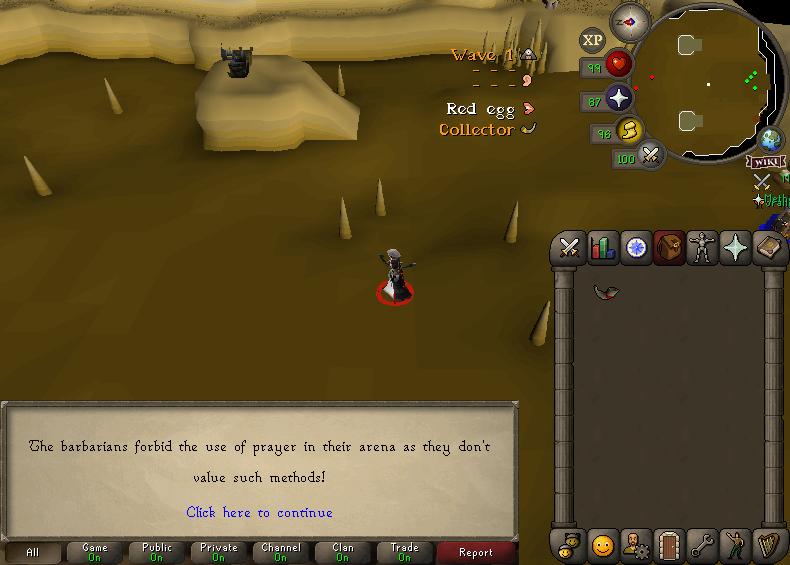 Wave 1
- - -
- - -
Red egg
Collector
XP
99
67
96
100
WIKI
The barbarians forbid the use of prayer in their arena as they don't
value such methods!
Click here to continue
All
Game
On
Public
On
Private
On
Channel
On
Clan
On
Trade
On
Report